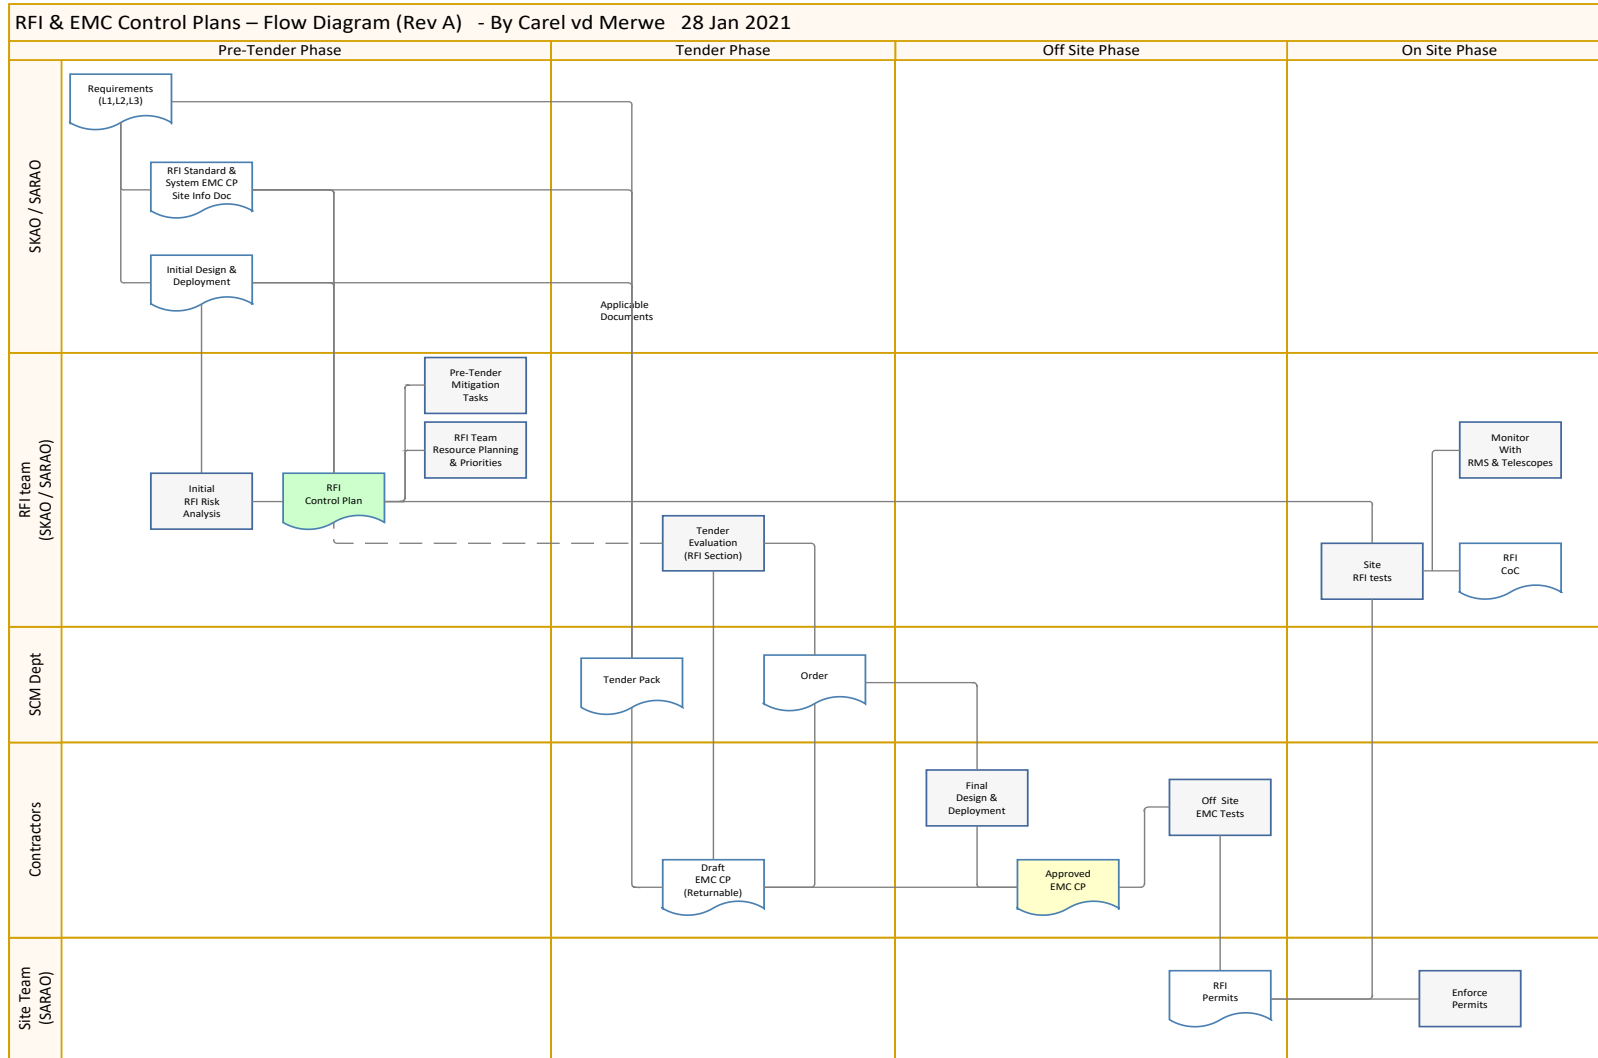 RFI & EMC Control Plans – Flow Diagram (Rev A)   - By Carel vd Merwe   28 Jan 2021
Pre-Tender Phase
Tender Phase
Off Site Phase
On Site Phase
SKAO / SARAO
Requirements
(L1,L2,L3)
RFI Standard &
System EMC CP
Site Info Doc
Initial Design &
Deployment
Applicable
Documents
RFI team
(SKAO / SARAO)
Pre-Tender
Mitigation
Tasks
RFI Team
Resource Planning
& Priorities
Initial
RFI Risk
Analysis
RFI
Control Plan
Tender
Evaluation
(RFI Section)
Monitor
With
RMS & Telescopes
Site
RFI tests
RFI
CoC
SCM Dept
Tender Pack
Order
Contractors
Final
Design &
Deployment
Off  Site
EMC Tests
Draft
EMC CP
(Returnable)
Approved
EMC CP
Site Team
(SARAO)
RFI
Permits
Enforce
Permits